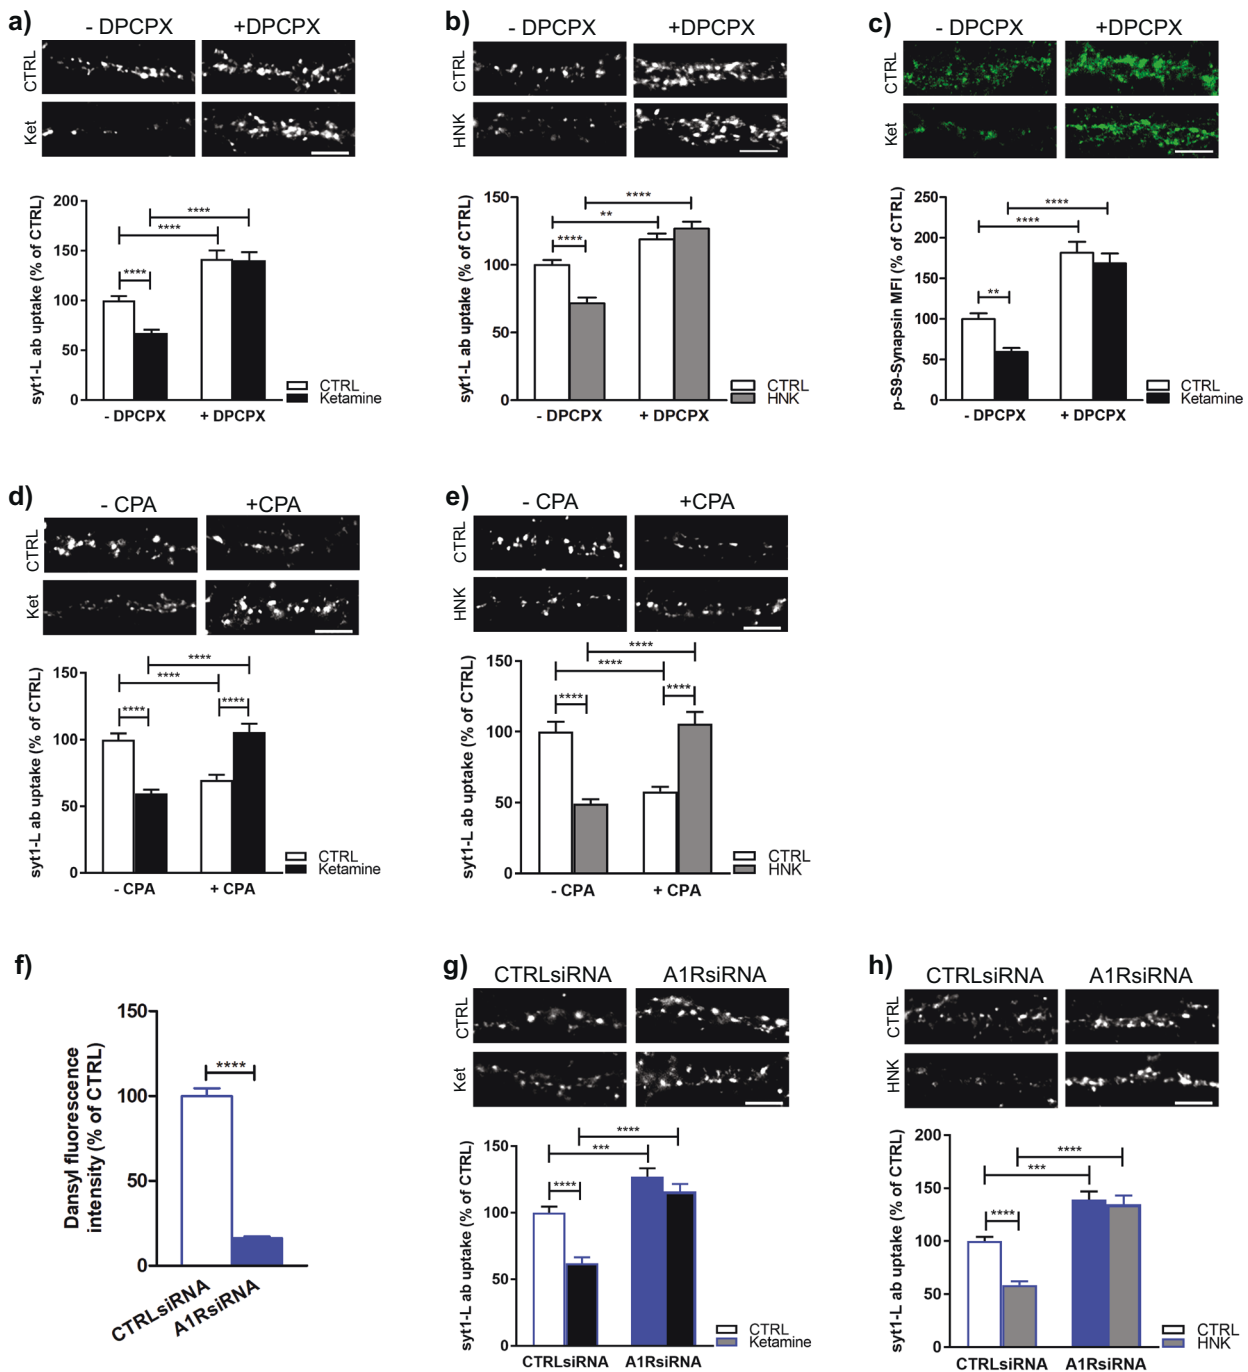 a)
- DPCPX +DPCPX
CTRL
Ket
syt1-L ab uptake (% of CTRL)
200
150
100
50
0
****
****
****
- DPCPX + DPCPX
CTRL
Ketamine
b)
- DPCPX +DPCPX
CTRL
HNK
syt1-L ab uptake (% of CTRL)
150
100
50
0
****
**
****
- DPCPX + DPCPX
CTRL
HNK
c)
- DPCPX +DPCPX
CTRL
Ket
p-S9-Synapsin MFI (% of CTRL)
250
200
150
100
50
0
****
****
**
- DPCPX + DPCPX
CTRL
Ketamine
d)
- CPA +CPA
CTRL
Ket
syt1-L ab uptake (% of CTRL)
150
100
50
0
****
****
**** ****
- CPA + CPA
CTRL
Ketamine
e)
- CPA +CPA
CTRL
HNK
syt1-L ab uptake (% of CTRL)
150
100
50
0
****
****
**** ****
- CPA + CPA
CTRL
HNK
f)
Dansyl fluorescence
intensity (% of CTRL)
150
100
50
0
****
CTRLsiRNA
A1RsiRNA
g)
CTRLsiRNA A1RsiRNA
CTRL
Ket
syt1-L ab uptake (% of CTRL)
150
100
50
0
****
***
****
CTRLsiRNA A1RsiRNA
CTRL
Ketamine
h)
CTRLsiRNA A1RsiRNA
CTRL
HNK
syt1-L ab uptake (% of CTRL)
200
150
100
50
0
****
***
****
CTRLsiRNA A1RsiRNA
CTRL
HNK